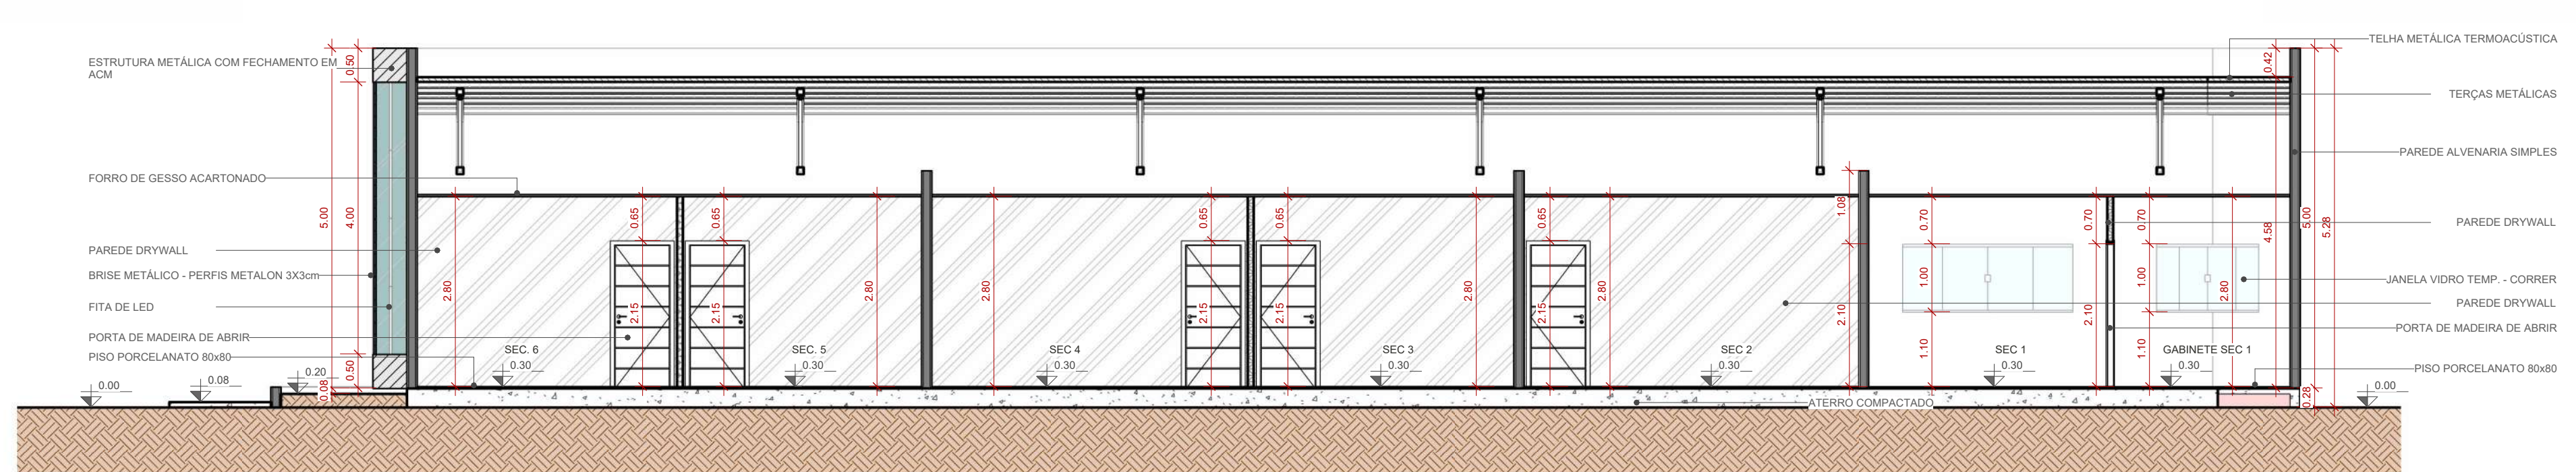 TELHA METÁLICA TERMOACÚSTICA
ESTRUTURA METÁLICA COM FECHAMENTO EM
ACM
0.50
0.42
TERÇAS METÁLICAS
PAREDE ALVENARIA SIMPLES
FORRO DE GESSO ACARTONADO
5.00
4.00
0.65
0.65
0.65
0.65
0.65
1.08
0.70
0.70
0.70
4.58
5.00
5.28
PAREDE DRYWALL
PAREDE DRYWALL
BRISE METÁLICO - PERFIS METALON 3X3cm
JANELA VIDRO TEMP. - CORRER
2.80
2.80
2.80
2.80
2.80
1.00
1.00
2.80
FITA DE LED
PAREDE DRYWALL
2.15
2.15
2.15
2.15
2.15
2.10
2.10
PORTA DE MADEIRA DE ABRIR
PORTA DE MADEIRA DE ABRIR
SEC. 6
SEC. 5
SEC 4
SEC 3
SEC 2
SEC 1
GABINETE SEC 1
1.10
1.10
PISO PORCELANATO 80x80
0.30
0.30
0.30
0.30
0.30
0.30
0.30
PISO PORCELANATO 80x80
0.00
0.08
0.20
0.08
0.50
0.28
0.00
ATERRO COMPACTADO